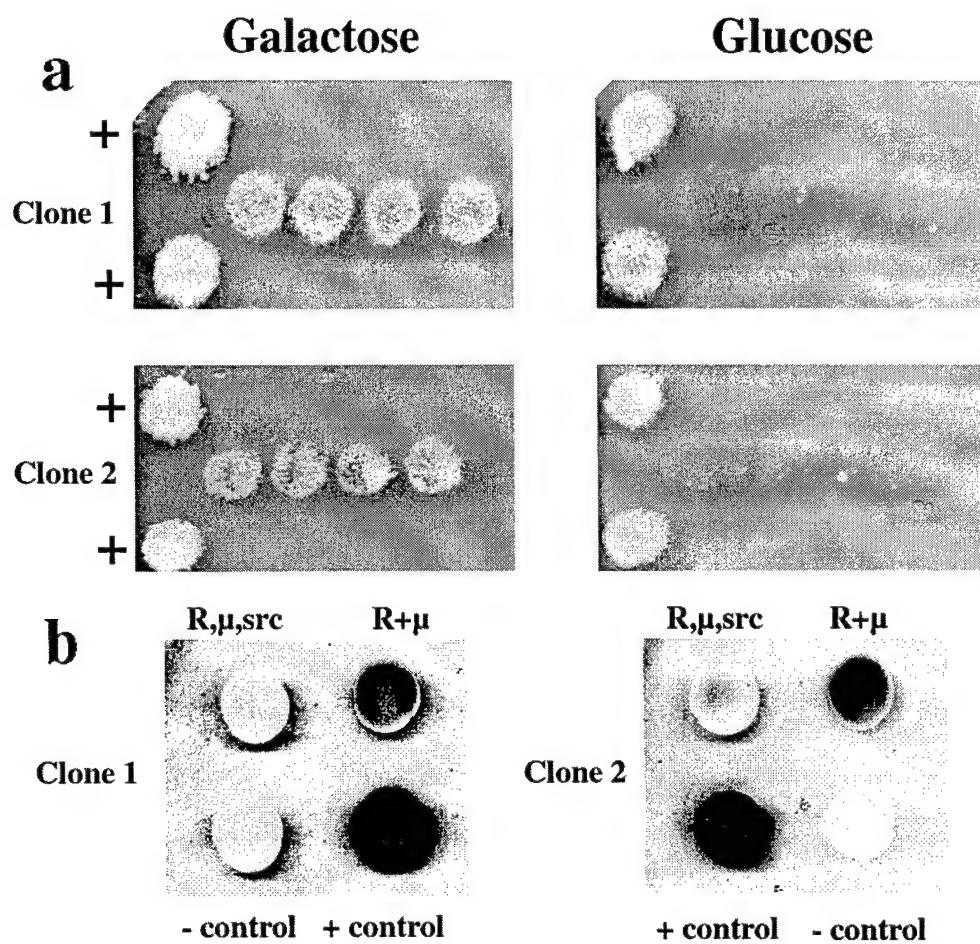 Galactose Glucose
a
+
Clone 1
+
+
Clone 2
+
b
R,μ,src R+μ R,μ,src R+μ
Clone 1 Clone 2
- control + control + control - control